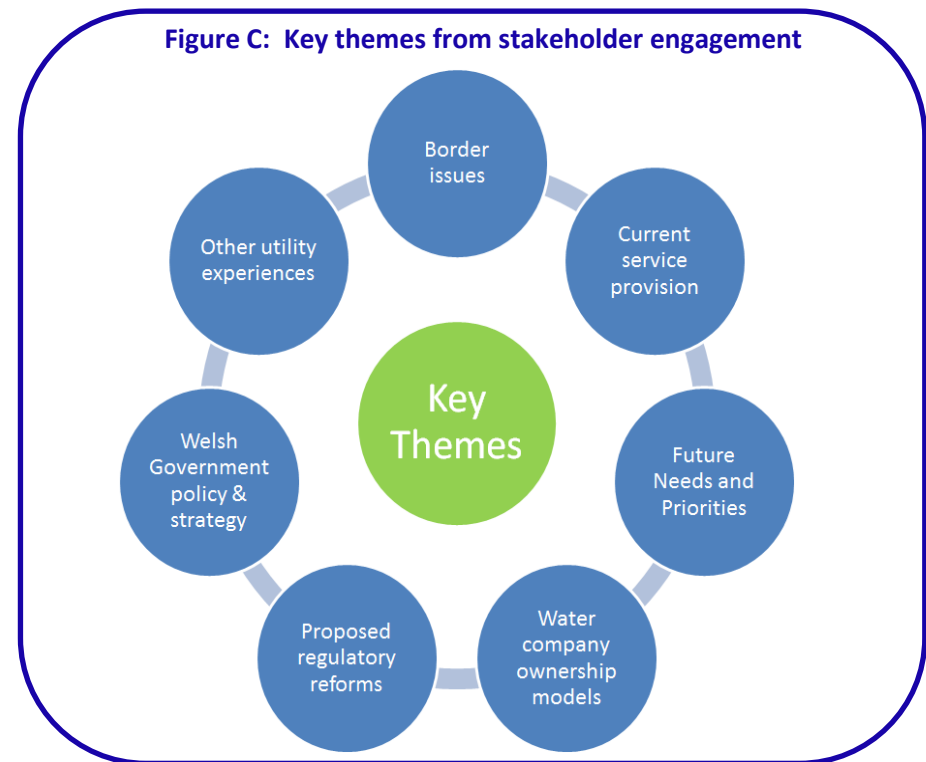 Figure C: Key themes from stakeholder engagement
Border
issues
Current
service
provision
Future
Needs and
Priorities
Water
company
ownership
models
Proposed
regulatory
reforms
Welsh
Government
policy &
strategy
Other utility
experiences
Key
Themes